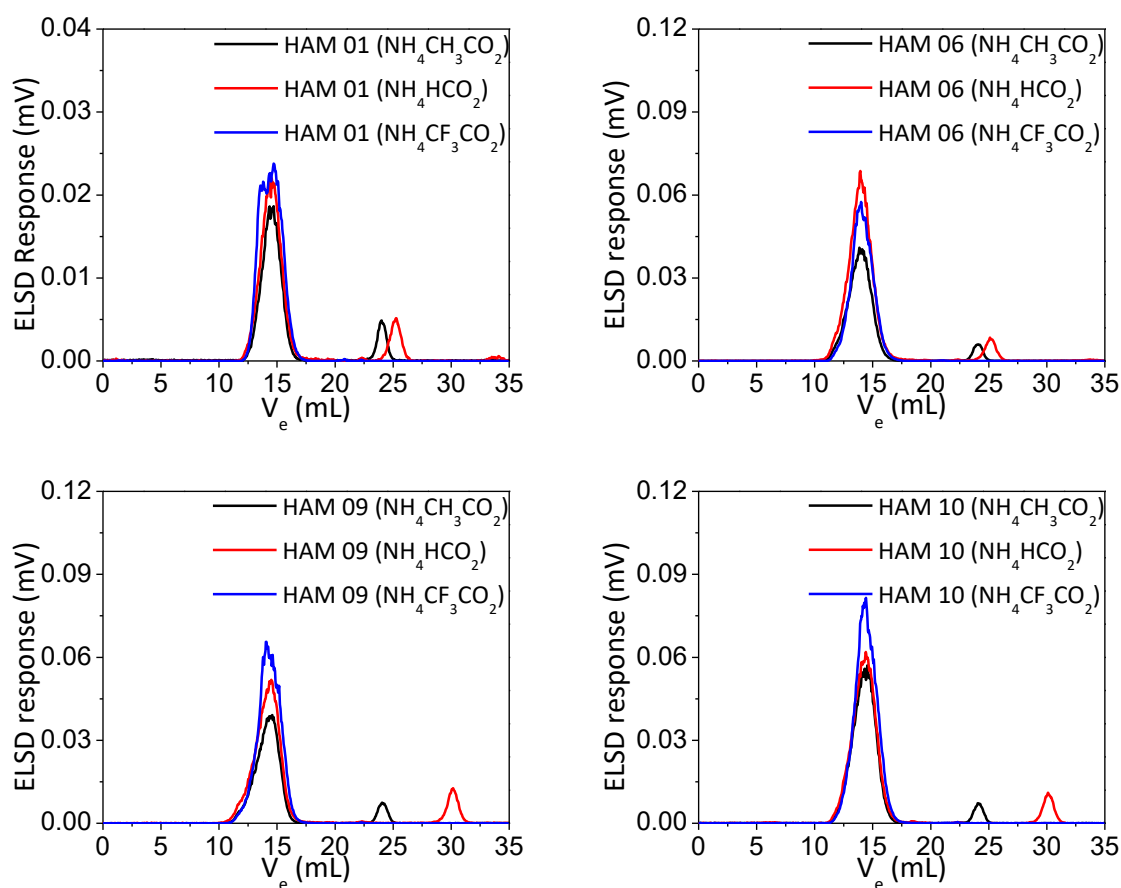 0.04
0.03
0.02
0.01
0.00
ELSD Response (mV)
HAM 01 (NH₄CH₃CO₂)
HAM 01 (NH₄HCO₂)
HAM 01 (NH₄CF₃CO₂)
0 5 10 15 20 25 30 35
Vₑ (mL)
0.12
0.09
0.06
0.03
0.00
ELSD response (mV)
HAM 06 (NH₄CH₃CO₂)
HAM 06 (NH₄HCO₂)
HAM 06 (NH₄CF₃CO₂)
0 5 10 15 20 25 30 35
Vₑ (mL)
0.12
0.09
0.06
0.03
0.00
ELSD response (mV)
HAM 09 (NH₄CH₃CO₂)
HAM 09 (NH₄HCO₂)
HAM 09 (NH₄CF₃CO₂)
0 5 10 15 20 25 30 35
Vₑ (mL)
0.12
0.09
0.06
0.03
0.00
ELSD response (mV)
HAM 10 (NH₄CH₃CO₂)
HAM 10 (NH₄HCO₂)
HAM 10 (NH₄CF₃CO₂)
0 5 10 15 20 25 30 35
Vₑ (mL)